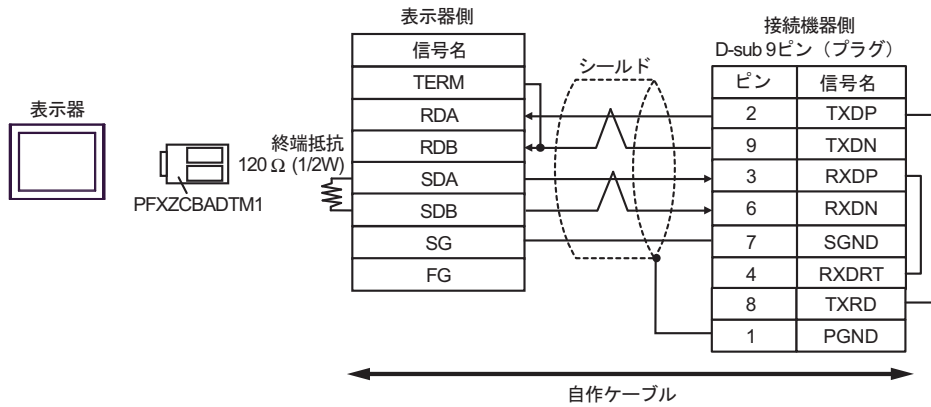 表示器
PFXZCBADTM1
終端抵抗
120 Ω (1/2W)
表示器側
信号名
TERM
RDA
RDB
SDA
SDB
SG
FG
シールド
接続機器側
D-sub 9ピン（プラグ）
ピン 信号名
2 TXDP
9 TXDN
3 RXDP
6 RXDN
7 SGND
4 RXDRT
8 TXRD
1 PGND
自作ケーブル